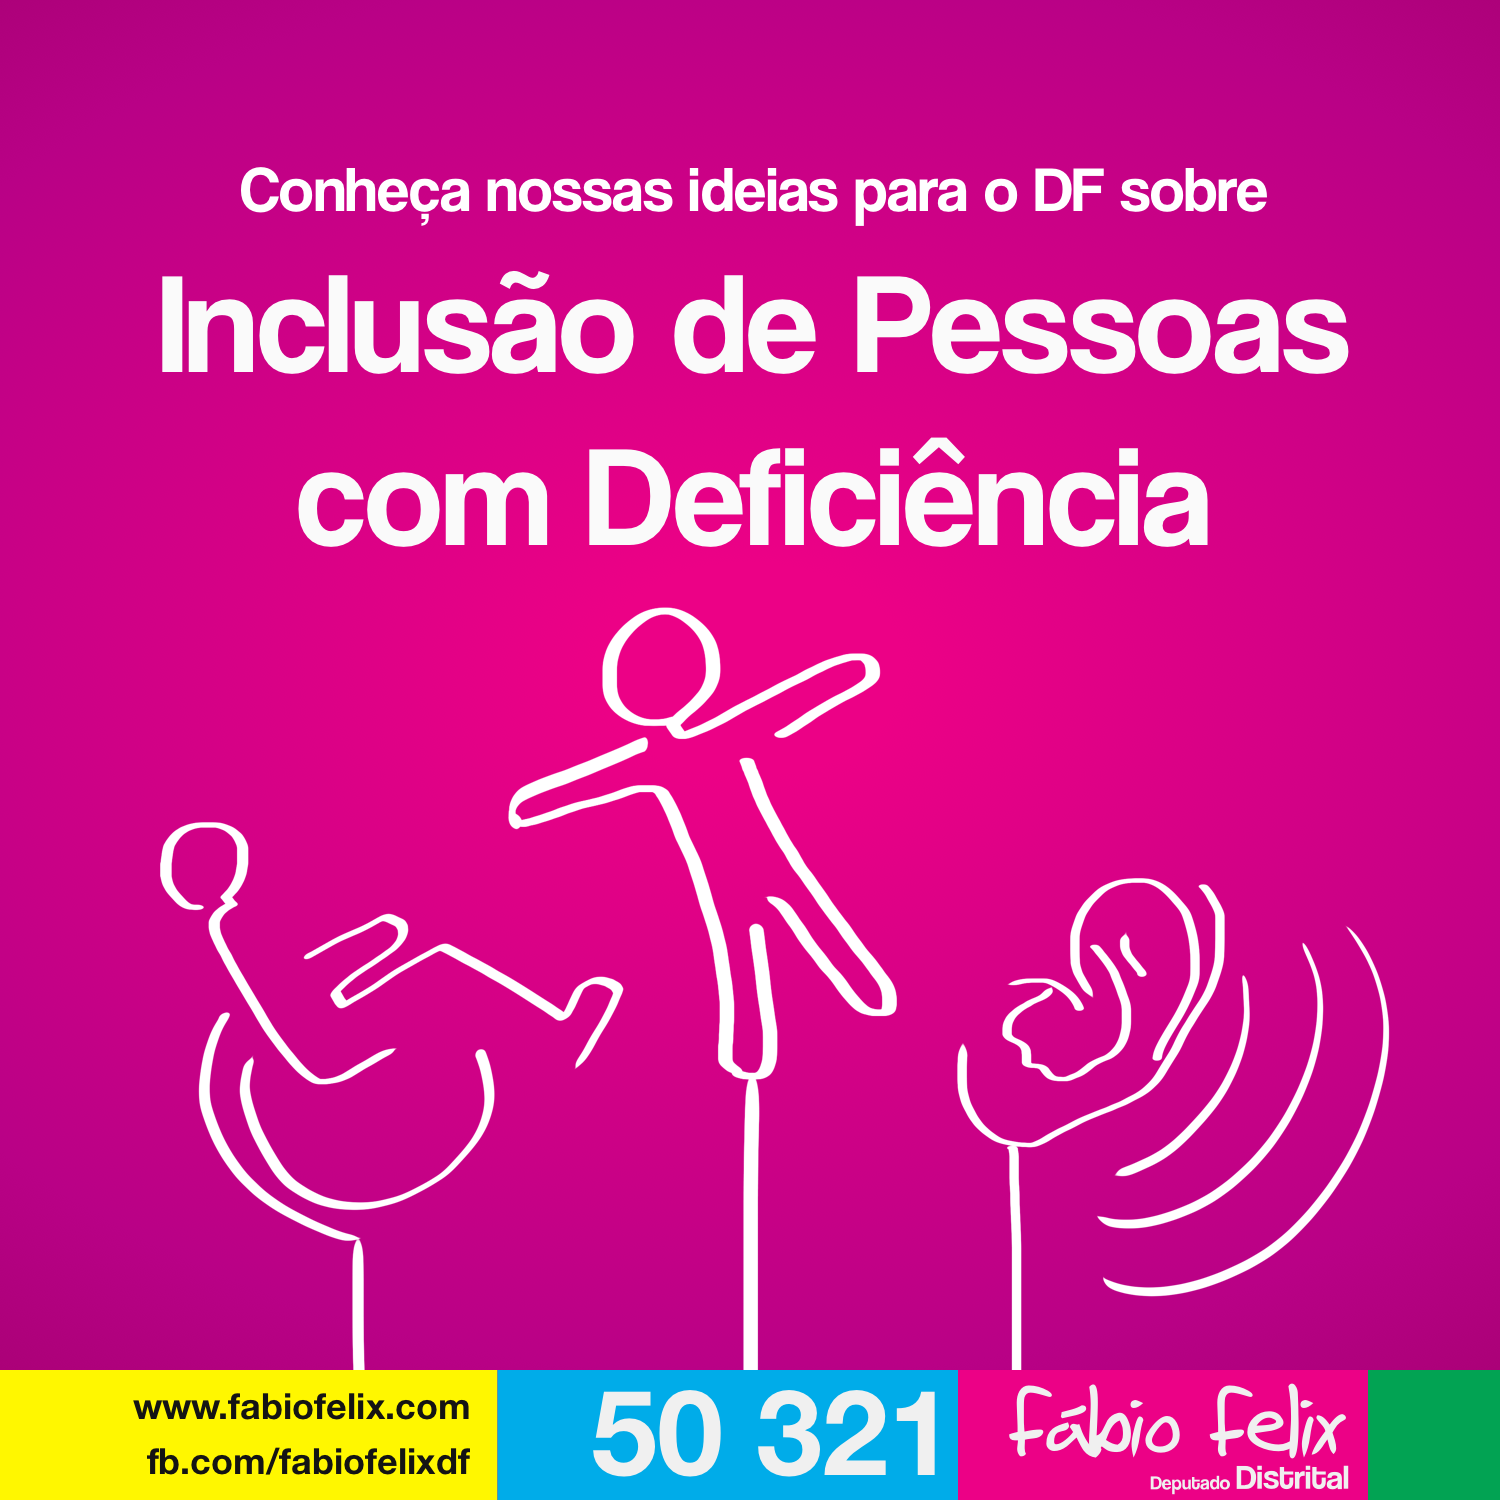 Conheça nossas ideias para o DF sobre
Inclusão de Pessoas
com Deficiência
www.fabiofelix.com
fb.com/fabiofelixdf
50 321
Fábio Felix
Deputado Distrital